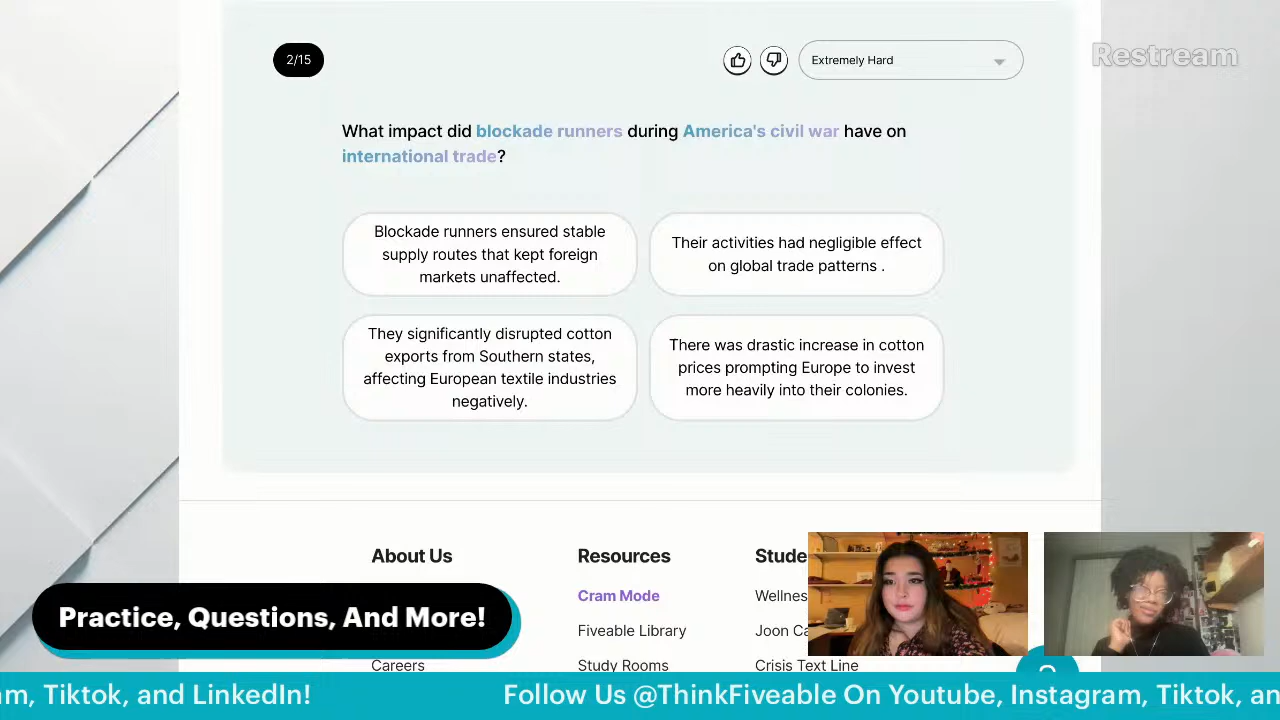 2/15
Extremely Hard
Restream
What impact did blockade runners during America's civil war have on
international trade?
Blockade runners ensured stable
supply routes that kept foreign
markets unaffected.
Their activities had negligible effect
on global trade patterns .
They significantly disrupted cotton
exports from Southern states,
affecting European textile industries
negatively.
There was drastic increase in cotton
prices prompting Europe to invest
more heavily into their colonies.
About Us
Careers
Resources
Cram Mode
Fiveable Library
Study Rooms
Stude
Wellnes
Joon Ca
Crisis Text Line
?
Practice, Questions, And More!
am, Tiktok, and LinkedIn!
Follow Us @ThinkFiveable On Youtube, Instagram, Tiktok, an